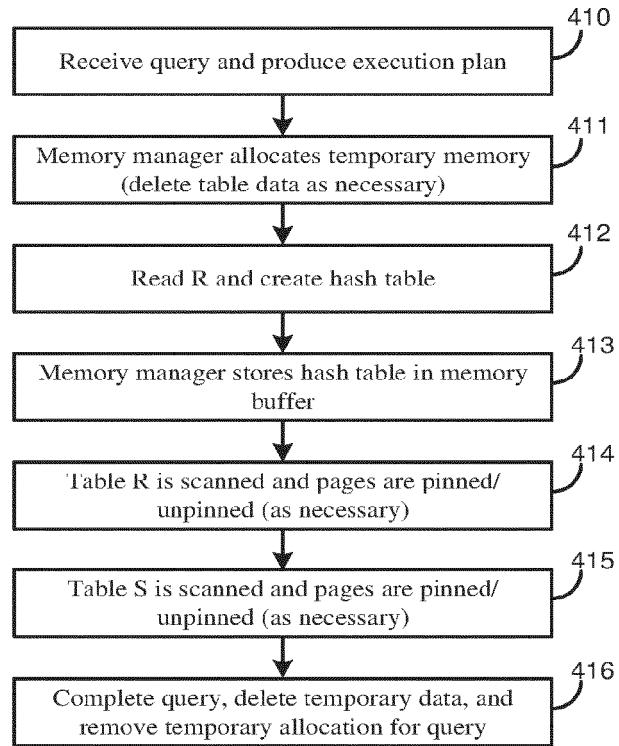 410
Receive query and produce execution plan
411
Memory manager allocates temporary memory
(delete table data as necessary)
412
Read R and create hash table
413
Memory manager stores hash table in memory
buffer
414
Table R is scanned and pages are pinned/
unpinned (as necessary)
415
Table S is scanned and pages are pinned/
unpinned (as necessary)
416
Complete query, delete temporary data, and
remove temporary allocation for query